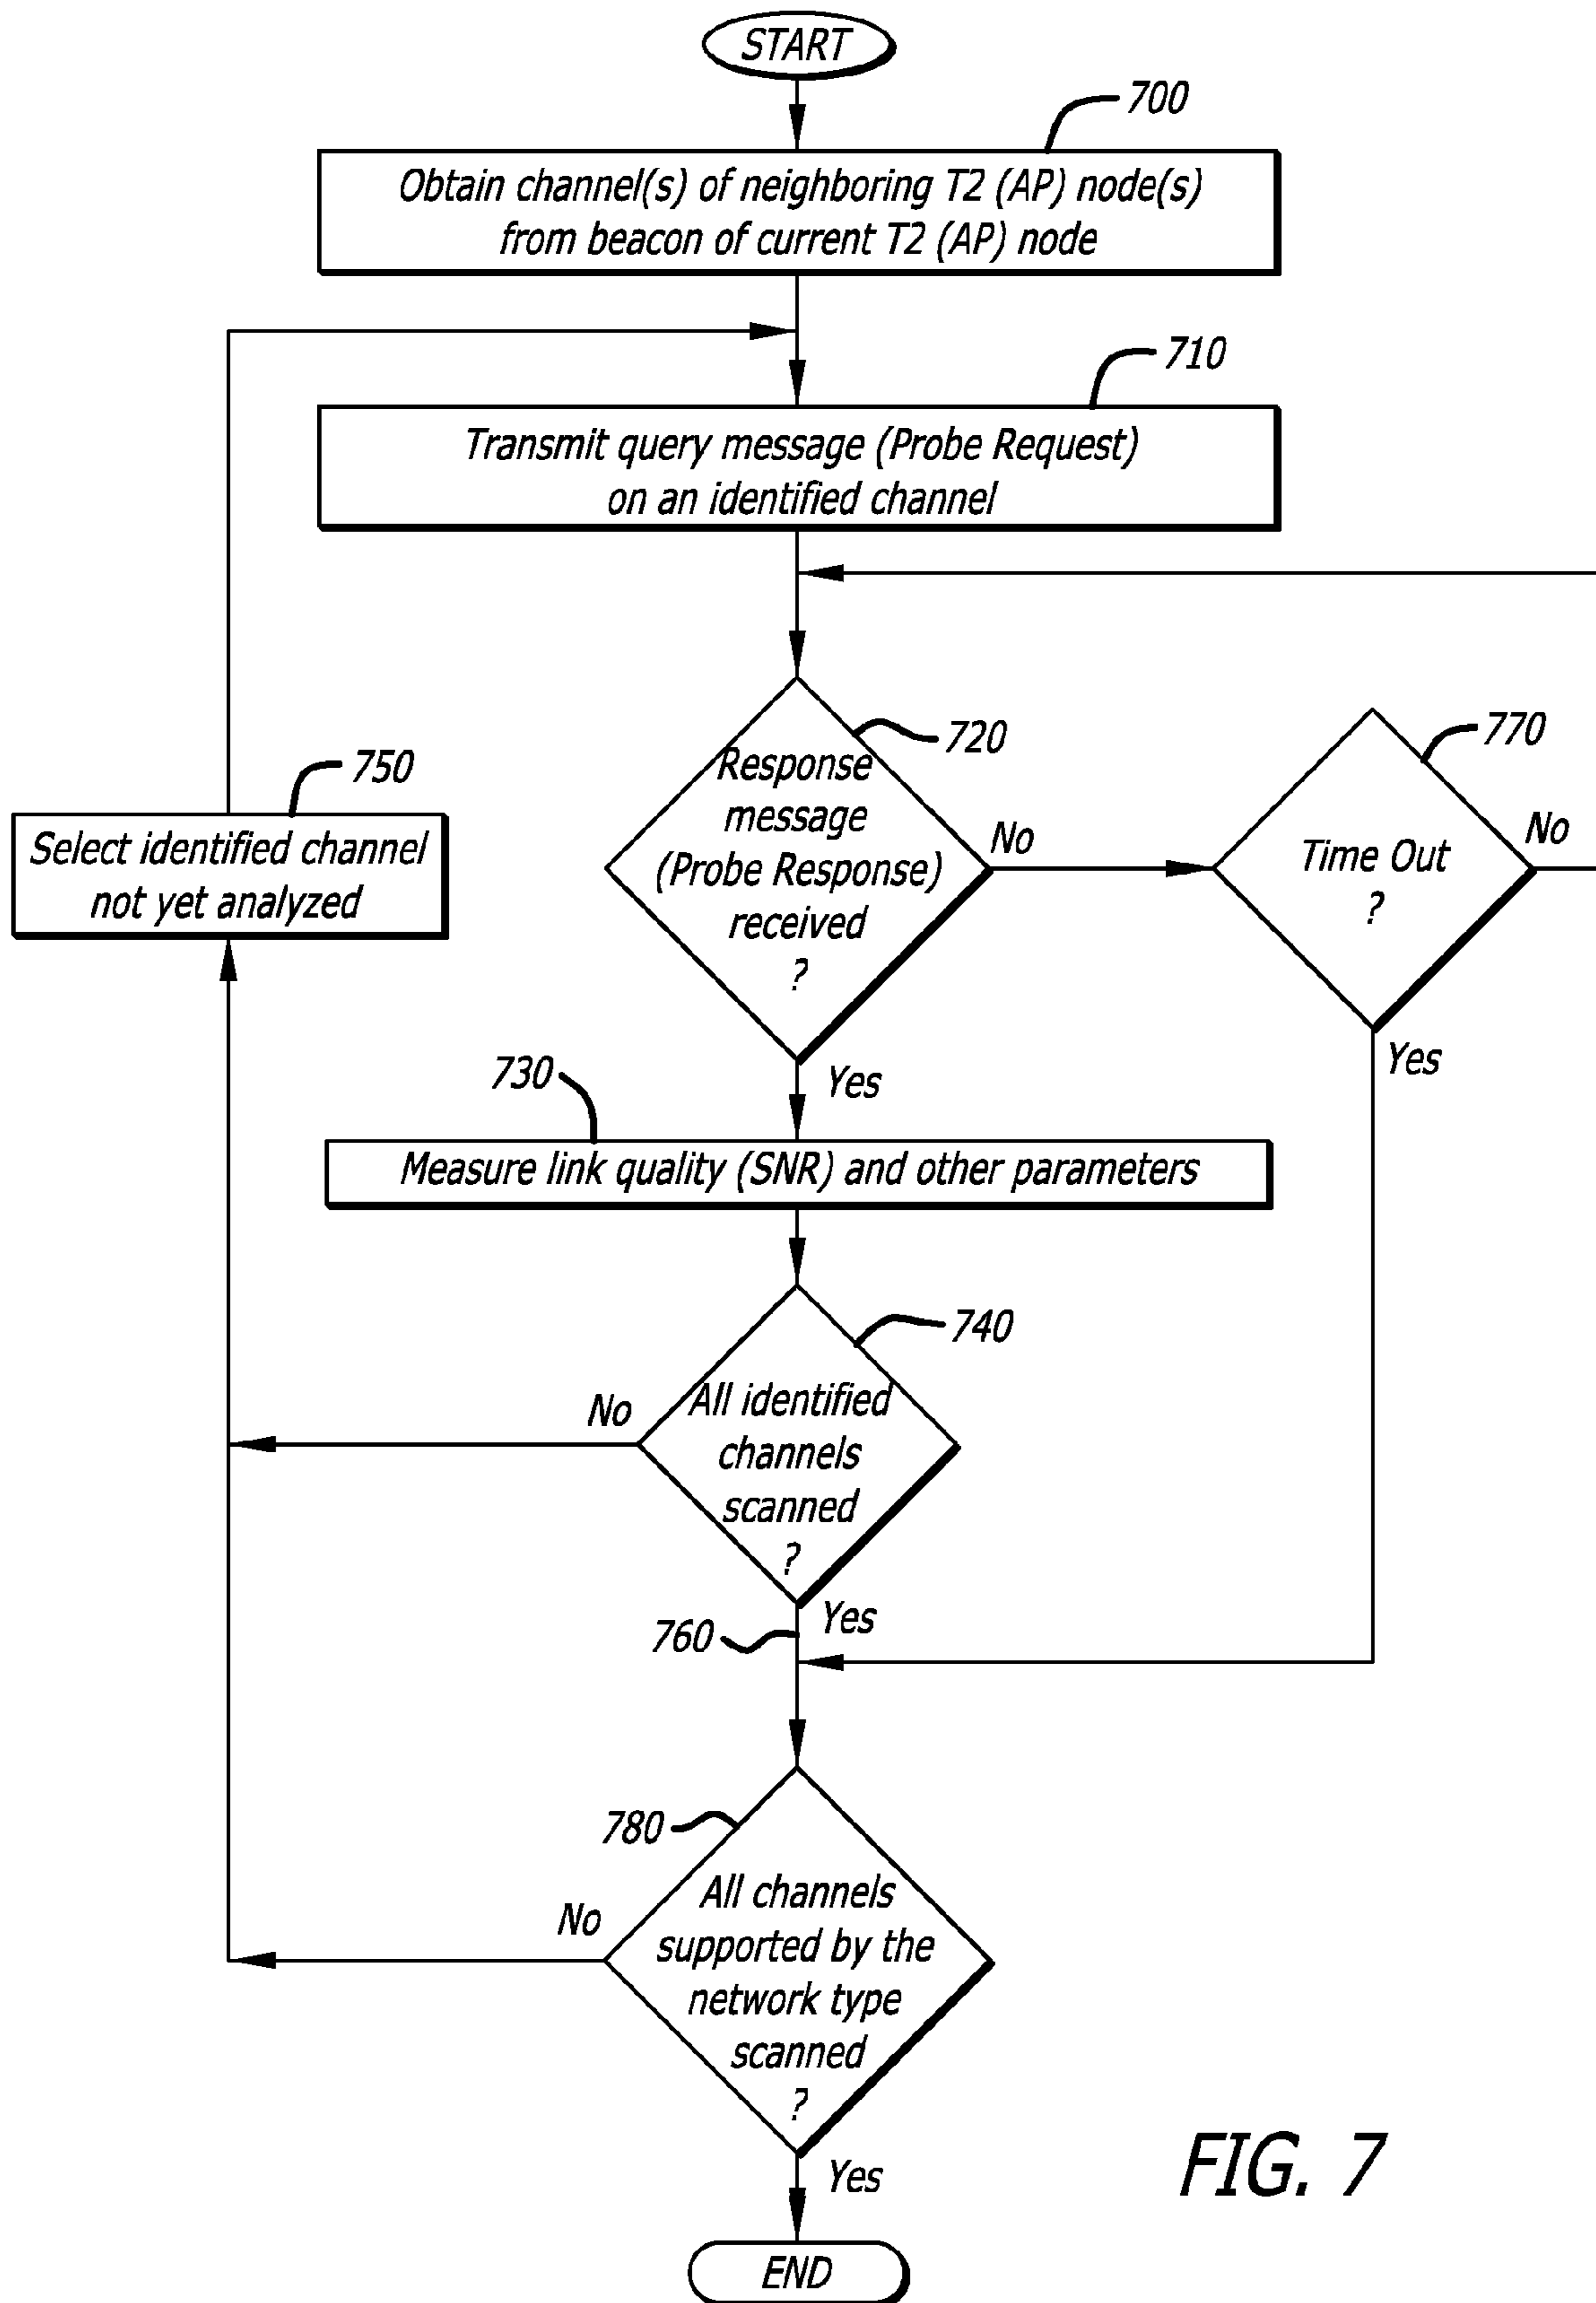 START
700
Obtain channel(s) of neighboring T2 (AP) node(s)
from beacon of current T2 (AP) node
710
Transmit query message (Probe Request)
on an identified channel
720
Response
message
(Probe Response)
received
?
No
770
Time Out
?
No
Yes
750
Select identified channel
not yet analyzed
Yes
730
Measure link quality (SNR) and other parameters
740
All identified
channels
scanned
?
No
Yes
760
780
All channels
supported by the
network type
scanned
?
No
Yes
END
FIG. 7